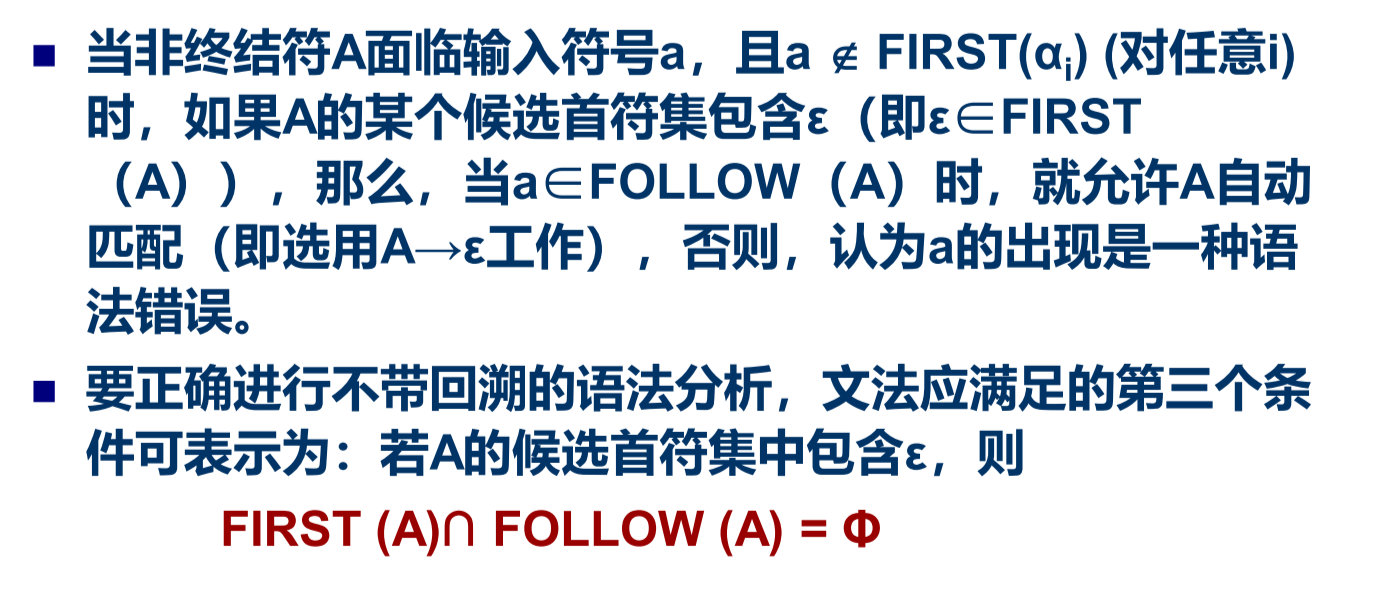 ■ 当非终结符A面临输入符号a，且a ∉ FIRST(αi) (对任意i)
时，如果A的某个候选首符集包含ε（即ε∈FIRST
（A）），那么，当a∈FOLLOW（A）时，就允许A自动
匹配（即选用A→ε工作），否则，认为a的出现是一种语
法错误。
■ 要正确进行不带回溯的语法分析，文法应满足的第三个条
件可表示为：若A的候选首符集中包含ε，则
FIRST (A)∩ FOLLOW (A) = Φ